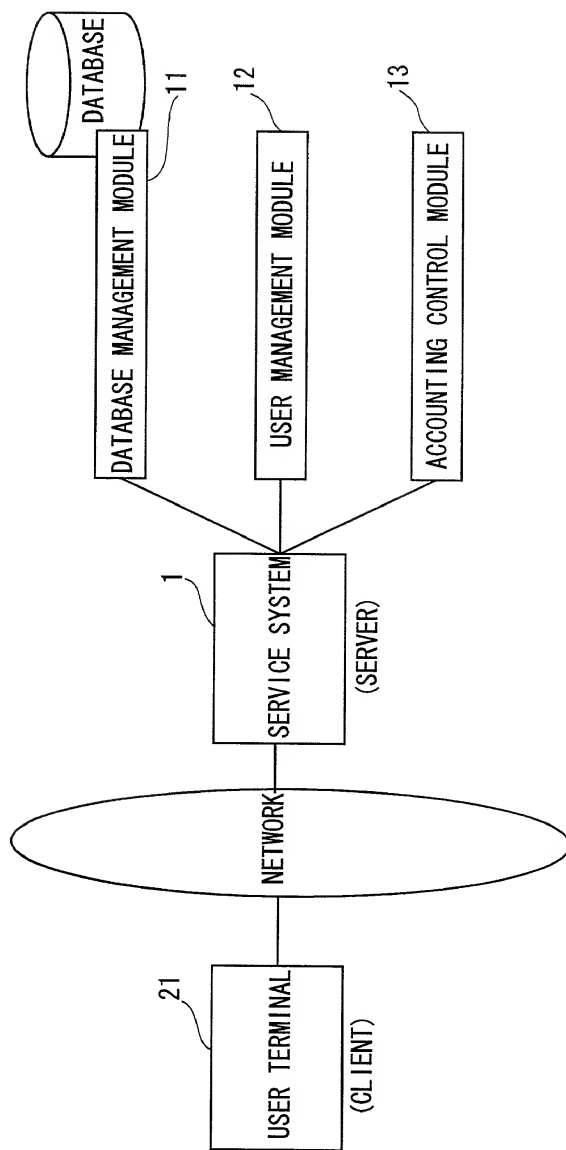 21
USER TERMINAL
(CLIENT)
NETWORK
1
SERVICE SYSTEM
(SERVER)
DATABASE
DATABASE MANAGEMENT MODULE
11
USER MANAGEMENT MODULE
12
ACCOUNTING CONTROL MODULE
13